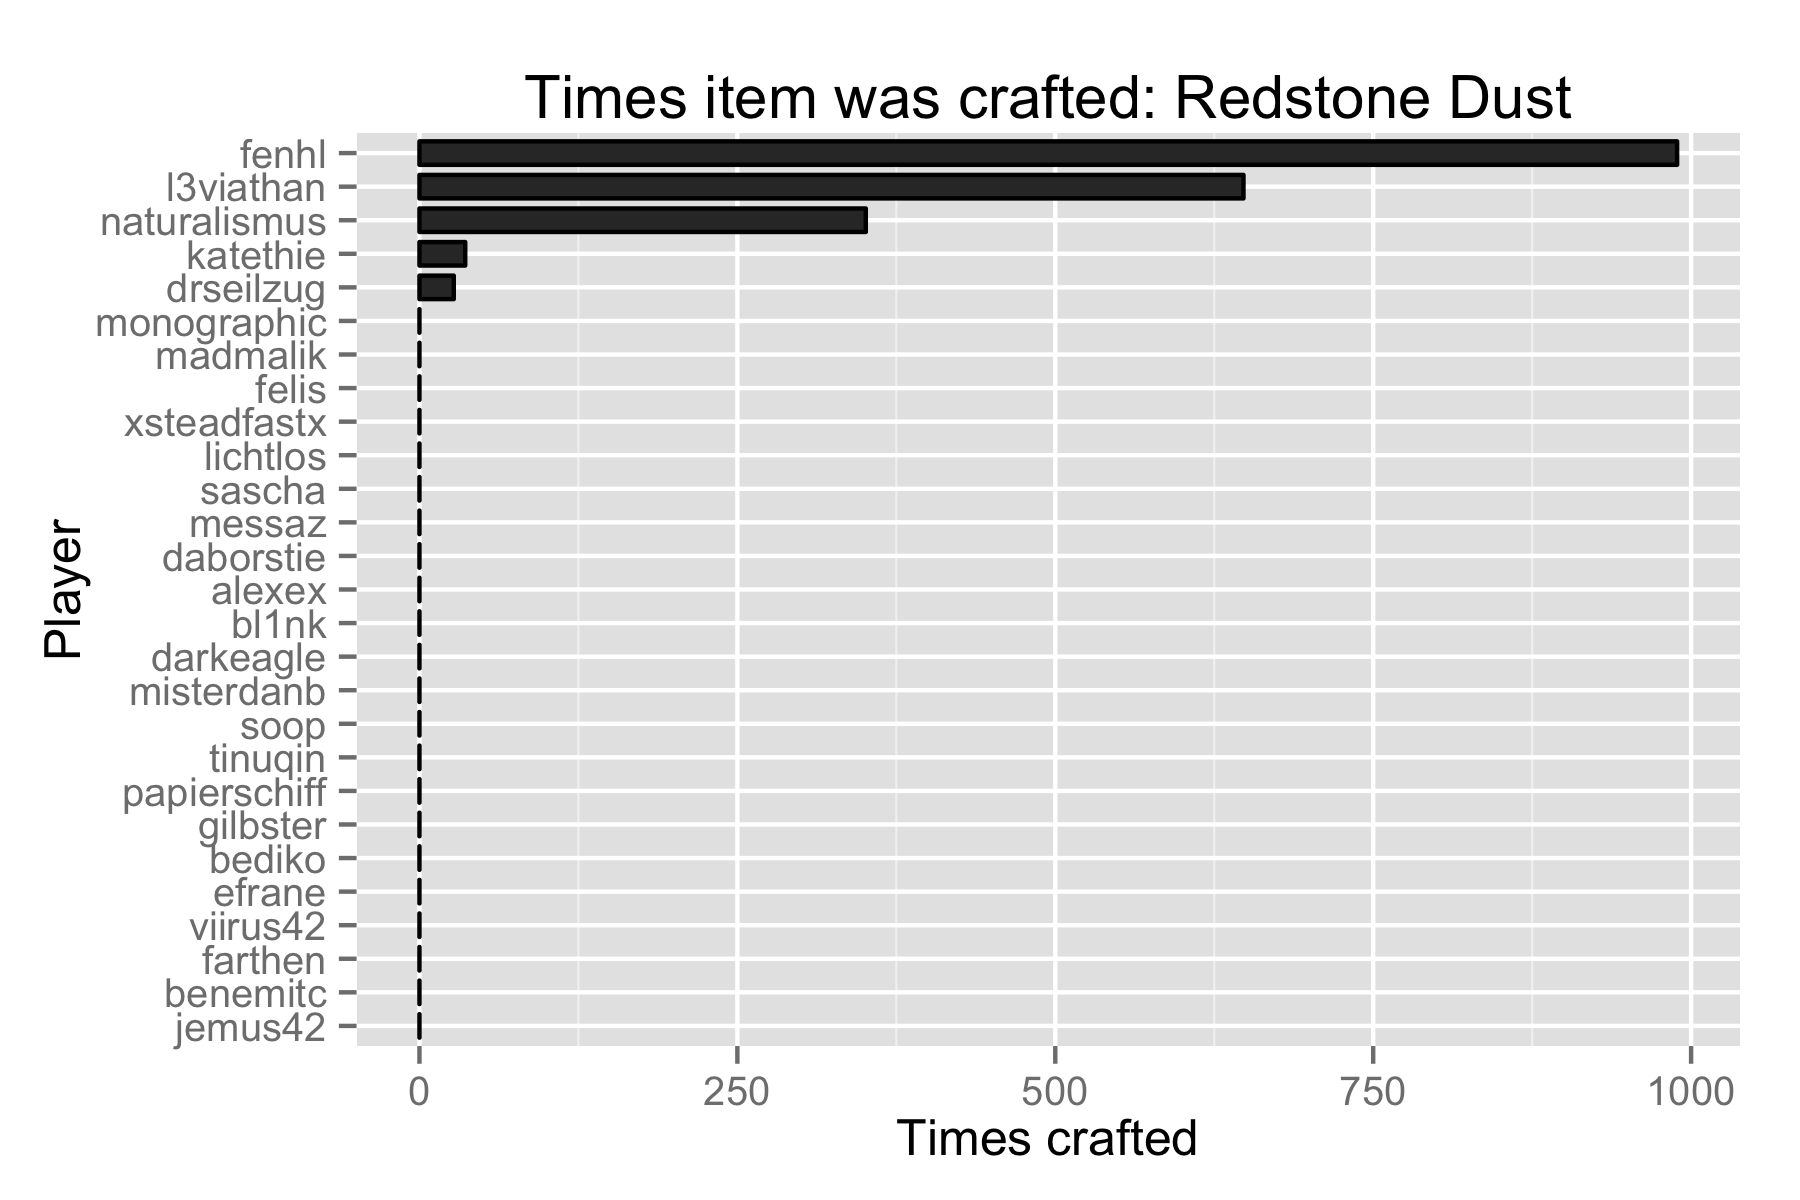 Times item was crafted: Redstone Dust
fenhl
l3viathan
naturalismus
katethie
drseilzug
monographic
madmalik
felis
xsteadfastx
lichtlos
sascha
messaz
daborstie
alexex
bl1nk
darkeagle
misterdanb
soop
tinuqin
papierschiff
gilbster
bediko
efrane
viirus42
farthen
benemitc
jemus42
Player
0 250 500 750 1000
Times crafted